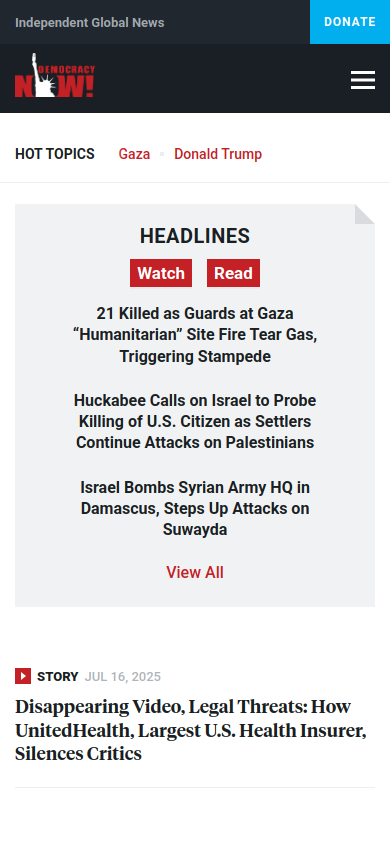 Independent Global News
DONATE
DEMOCRACY
NOW!
HOT TOPICS
Gaza
Donald Trump
HEADLINES
Watch
Read
21 Killed as Guards at Gaza
“Humanitarian” Site Fire Tear Gas,
Triggering Stampede
Huckabee Calls on Israel to Probe
Killing of U.S. Citizen as Settlers
Continue Attacks on Palestinians
Israel Bombs Syrian Army HQ in
Damascus, Steps Up Attacks on
Suwayda
View All
STORY JUL 16, 2025
Disappearing Video, Legal Threats: How
UnitedHealth, Largest U.S. Health Insurer,
Silences Critics